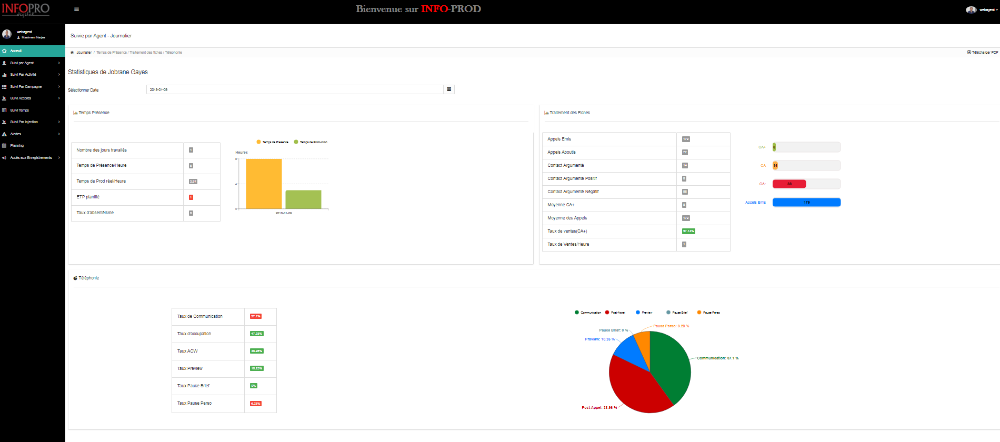 INFOPRO
digital
Bienvenue sur INFO-PROD
webagent
webagent
Maalmeni Narjes
Acceuil
Suivi par Agent
Suivi Par Activité
Suivi Par Campagne
Suivi Accords
Suivi Temps
Suivi Par Injection
Alertes
Planning
Accès aux Enregistrements
Suivie par Agent - Journalier
Journalier / Temps de Présence / Traitement des fiches / Télephonie
Télécharger PDF
Statistiques de Jobrane Gayes
Sélectionner Date
2018-01-09
Temps Présence
Nombre des jours travaillés 1
Temps de Présence/Heure 8
Temps de Prod réel/Heure 2,97
ETP planifié 1
Taux d'absentéisme 0
Temps de Présence
Temps de Production
Heures
8
4
0
2018-01-09
Traitement des Fiches
Appels Emis 179
Appels Aboutis 77
Contact Argumenté 14
Contact Argumenté Positif 8
Contact Argumenté Négatif 88
Moyenne CA+ 8
Moyenne des Appels 179
Taux de ventes(CA+) 57.14%
Taux de Ventes/Heure 1
CA+ 8
CA 14
CA- 88
Appels Emis 179
Téléphonie
Taux de Communication 37.1%
Taux d'occupation 47.35%
Taux ACW 38.96%
Taux Preview 10.25%
Taux Pause Brief 0%
Taux Pause Perso 6.28%
Communication
Post-Appel
Preview
Pause Brief
Pause Perso
Pause Perso: 6.28 %
Pause Brief: 0 %
Preview: 10.25 %
Communication: 37.1 %
Post-Appel: 38.96 %